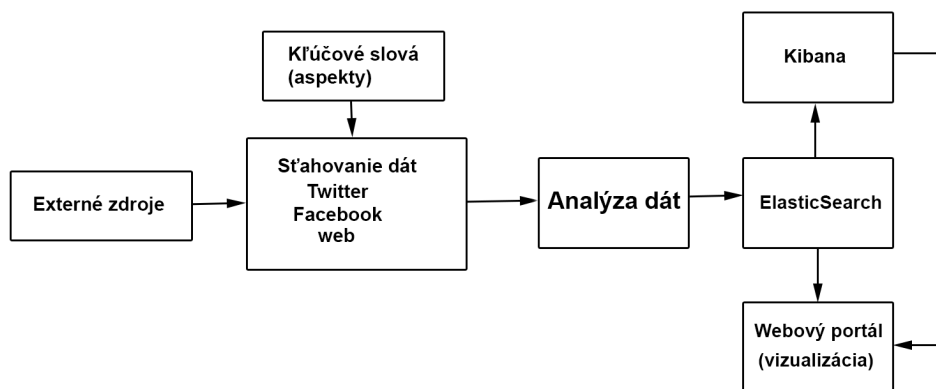 Kľúčové slová
(aspekty)
Kibana
Sťahovanie dát
Twitter
Facebook
web
Externé zdroje
Analýza dát
ElasticSearch
Webový portál
(vizualizácia)